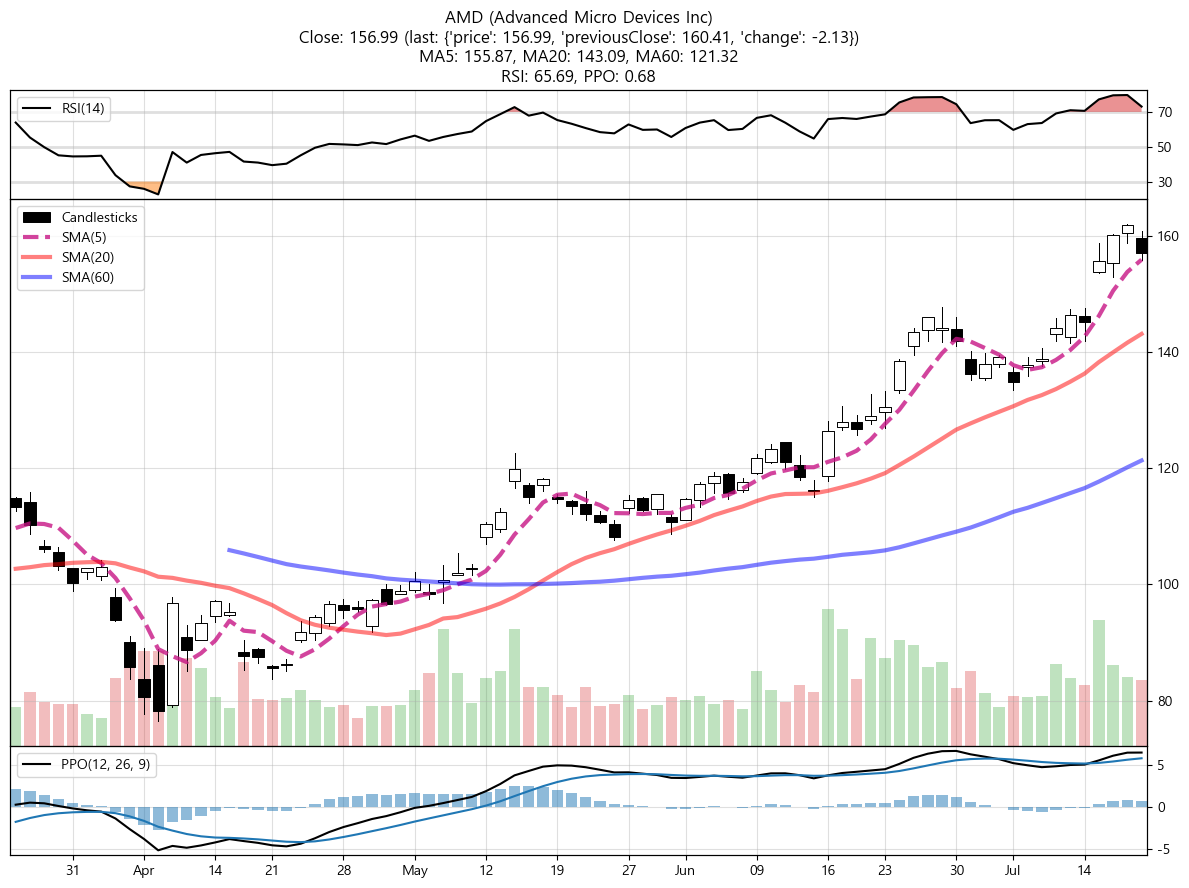 AMD (Advanced Micro Devices Inc)
Close: 156.99 (last: {'price': 156.99, 'previousClose': 160.41, 'change': -2.13})
MA5: 155.87, MA20: 143.09, MA60: 121.32
RSI: 65.69, PPO: 0.68
RSI(14)
70
50
30
Candlesticks
SMA(5)
SMA(20)
SMA(60)
160
140
120
100
80
PPO(12, 26, 9)
5
0
-5
31 Apr 14 21 28 May 12 19 27 Jun 09 16 23 30 Jul 14